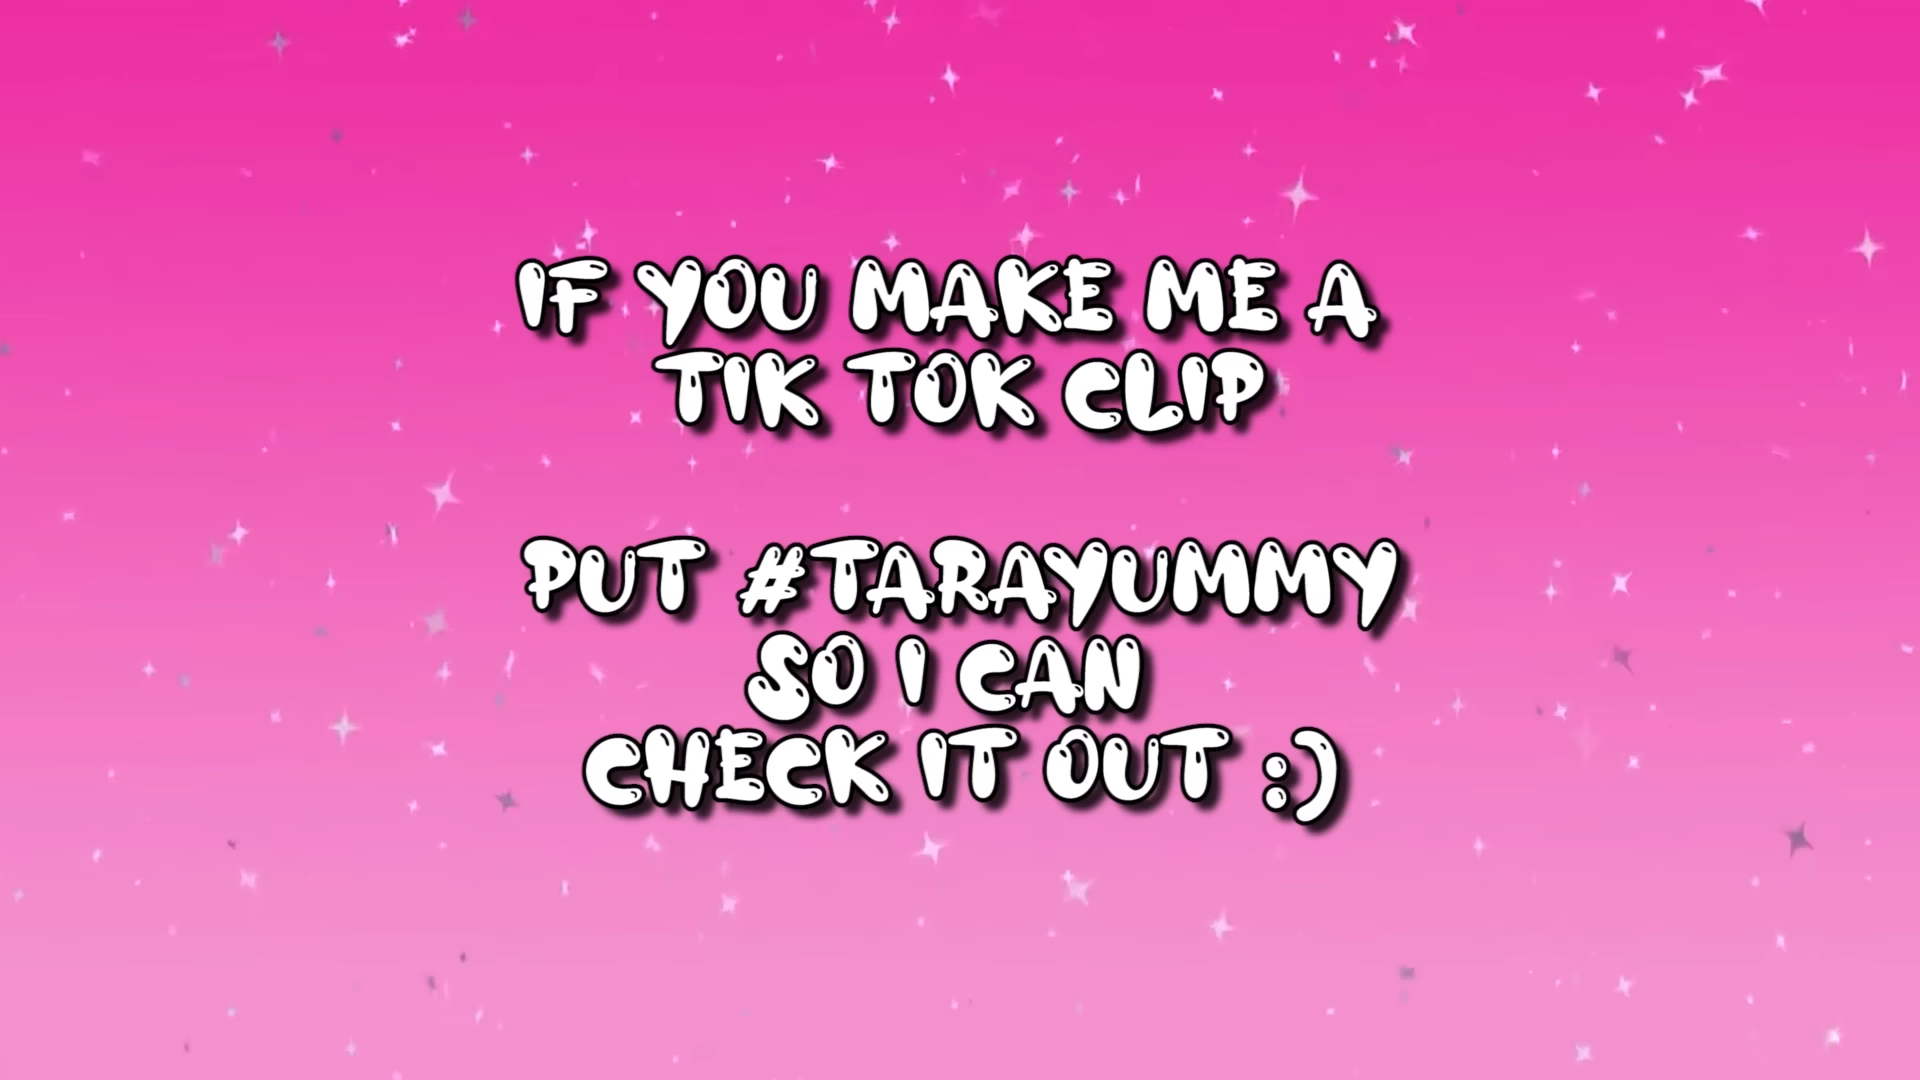 IF YOU MAKE ME A
TIK TOK CLIP
PUT #TARAYUMMY
SO I CAN
CHECK IT OUT :)